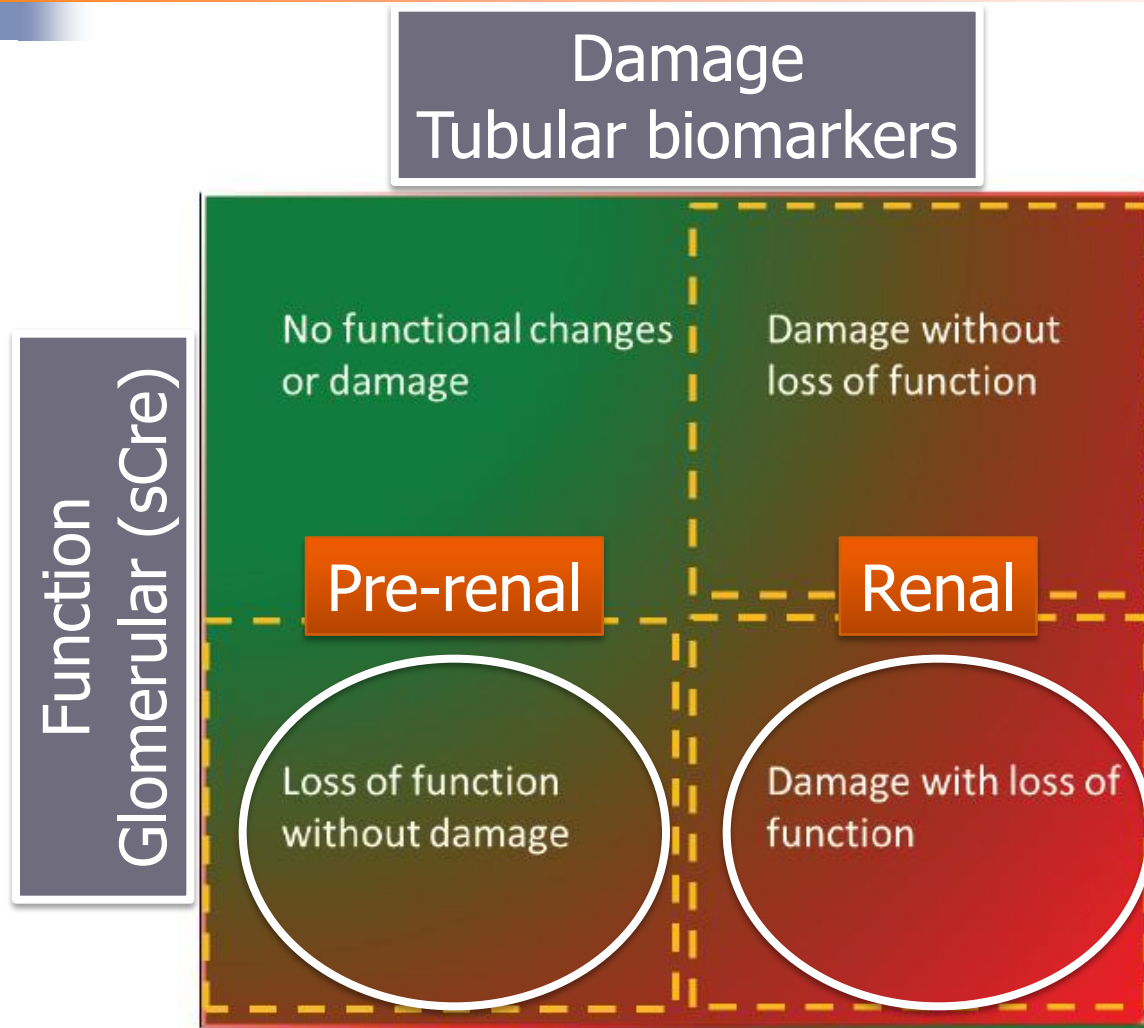 Damage
Tubular biomarkers
Function
Glomerular (sCre)
No functional changes
or damage
Damage without
loss of function
Pre-renal
Renal
Loss of function
without damage
Damage with loss of
function